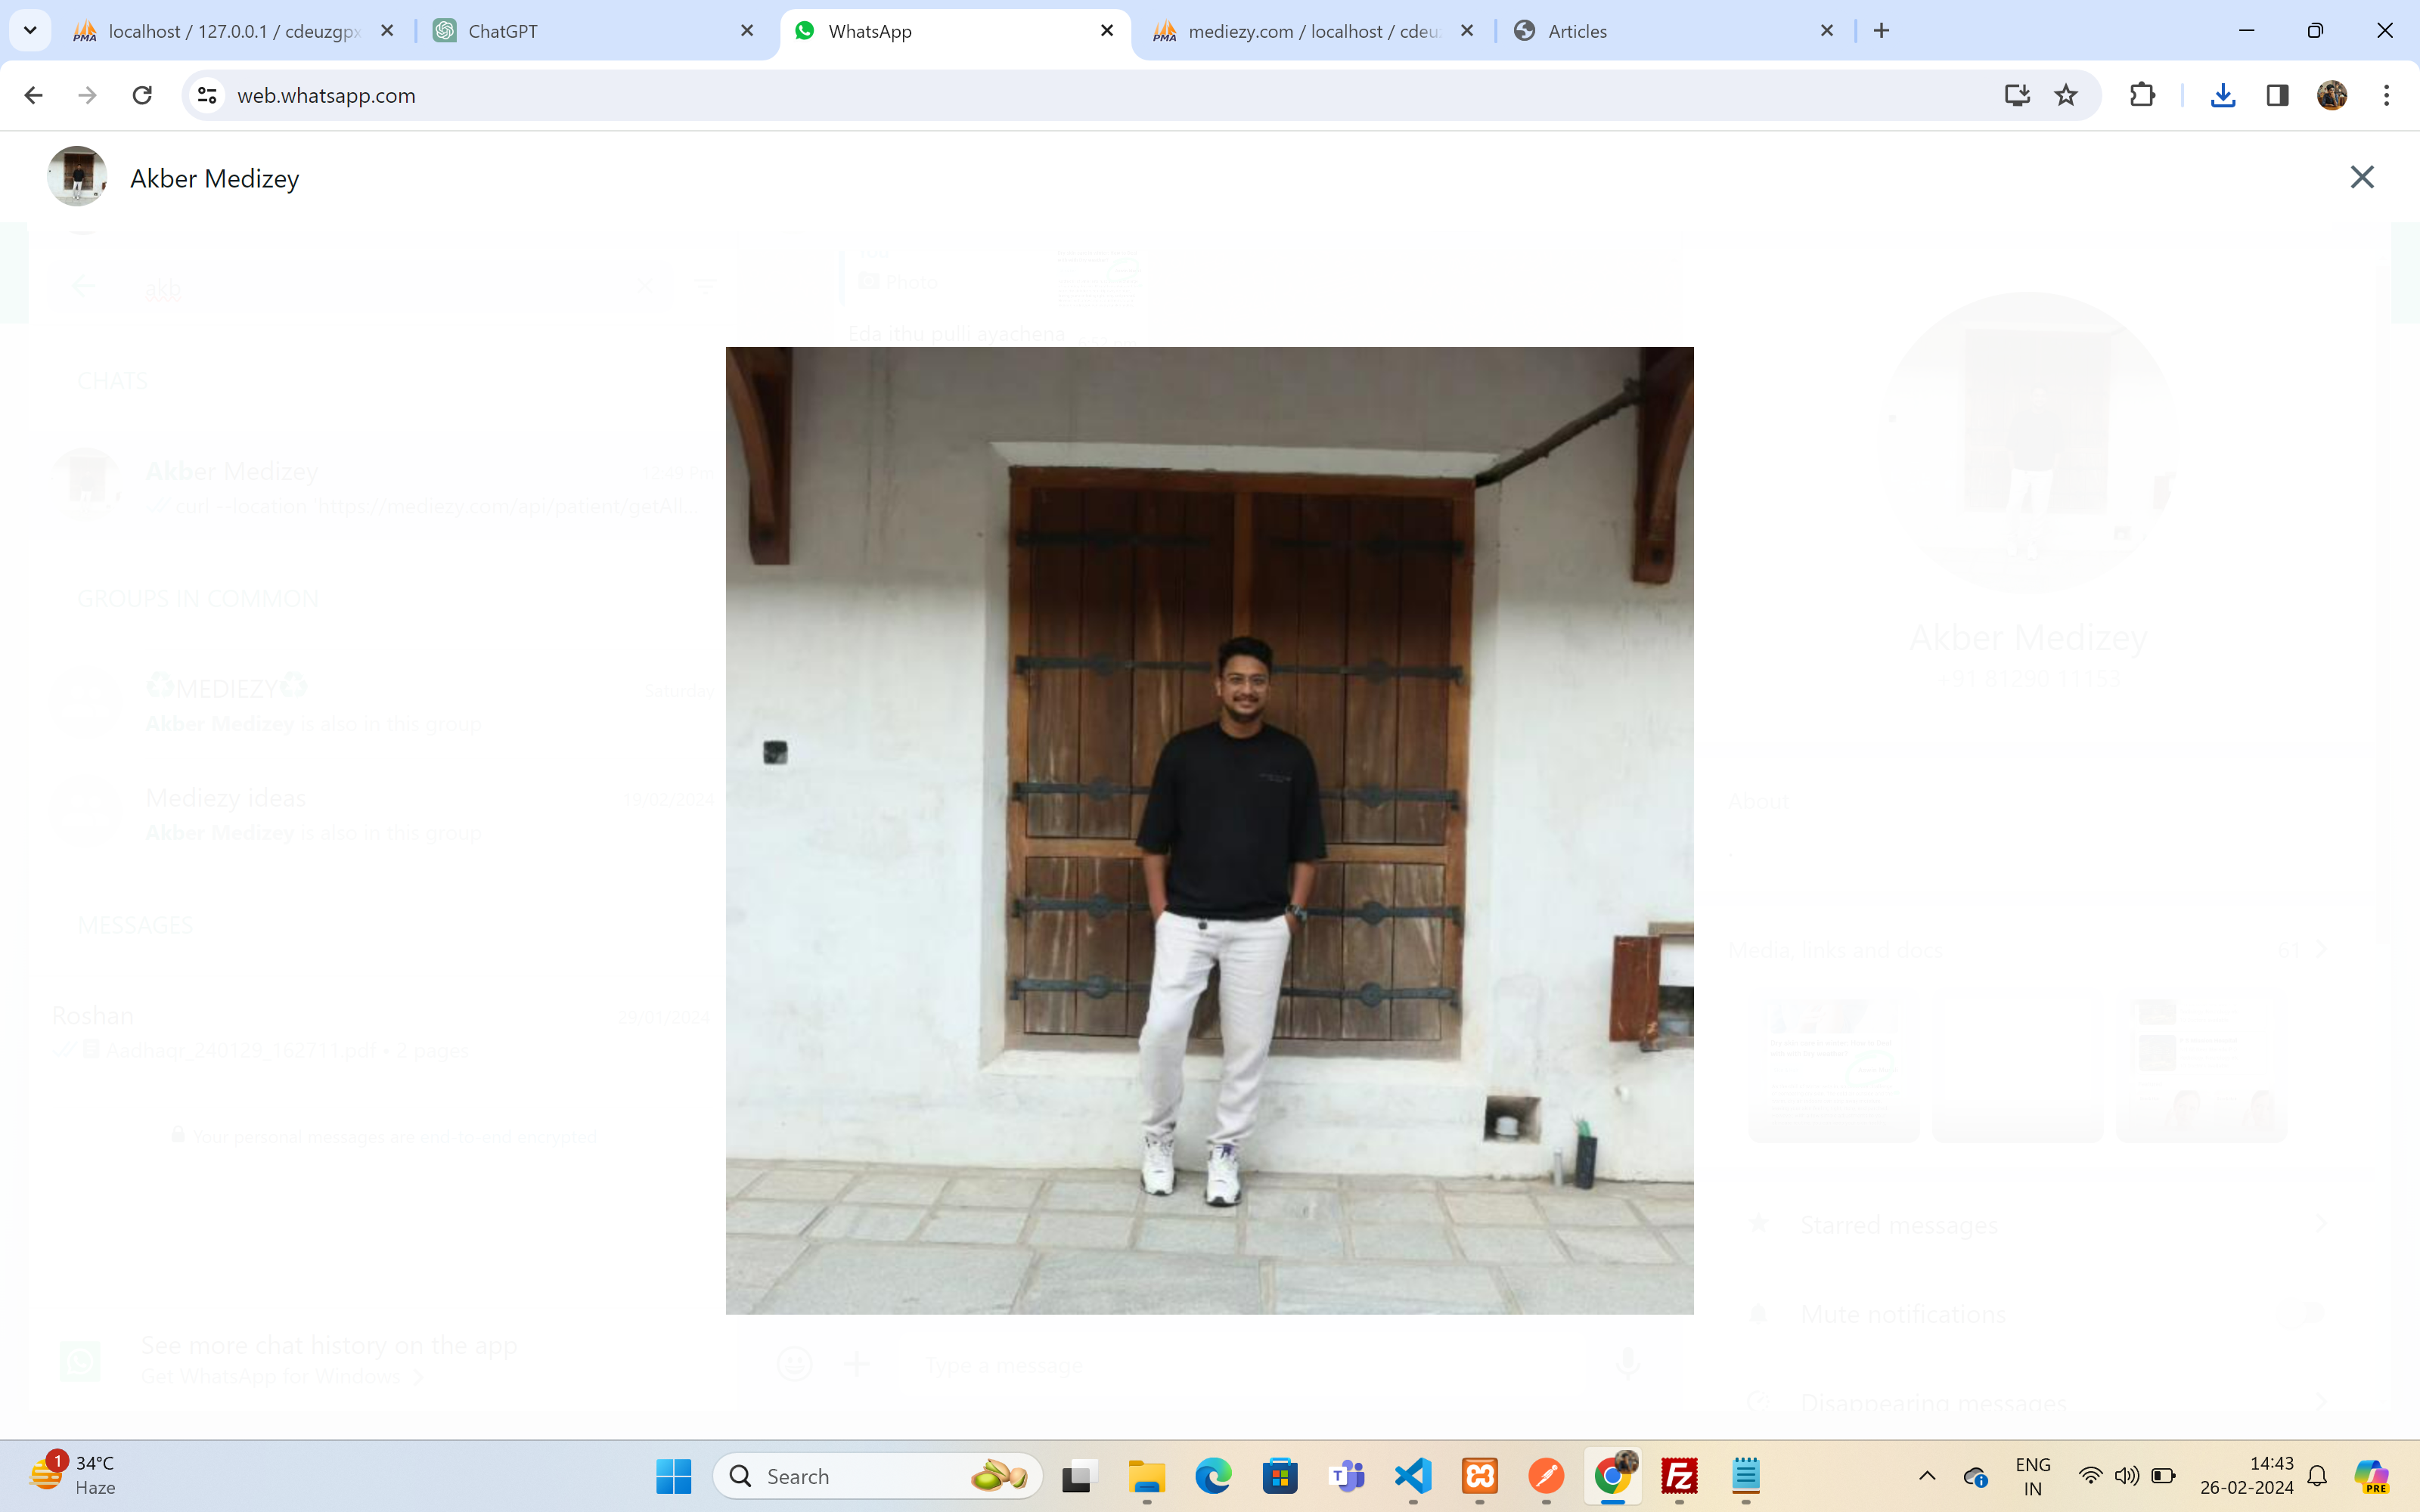 localhost / 127.0.0.1 / cdeuzgpx
ChatGPT
WhatsApp
mediezy.com / localhost / cdeuz
Articles
web.whatsapp.com
Akber Medizey
akb
Photo
Eda ithu pulli ayachena
CHATS
Akber Medizey
12:49 PM
curl --location 'https://mediezy.com/api/patient/getAll...
GROUPS IN COMMON
Akber Medizey
♻MEDIEZY♻
Saturday
Akber Medizey is also in this group
Mediezy ideas
19/02/2024
Akber Medizey is also in this group
About
MESSAGES
Media, links and docs
61
Roshan
29/01/2024
Aadhaqi_240129_162711.pdf • 2 pages
Your personal messages are end-to-end encrypted
Starred messages
Mute notifications
See more chat history on the app
Get WhatsApp for Windows
Type a message
Disappearing messages
1
34°C
Haze
Search
ENG
IN
14:43
26-02-2024
PRE